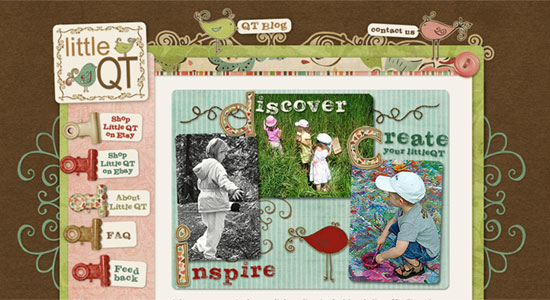 little
QT
QT Blog
contact us
Shop
Little QT
on Etsy
Shop
Little QT
on Ebay
About
Little QT
FAQ
Feed
back
discover
create
your littleQT
inspire